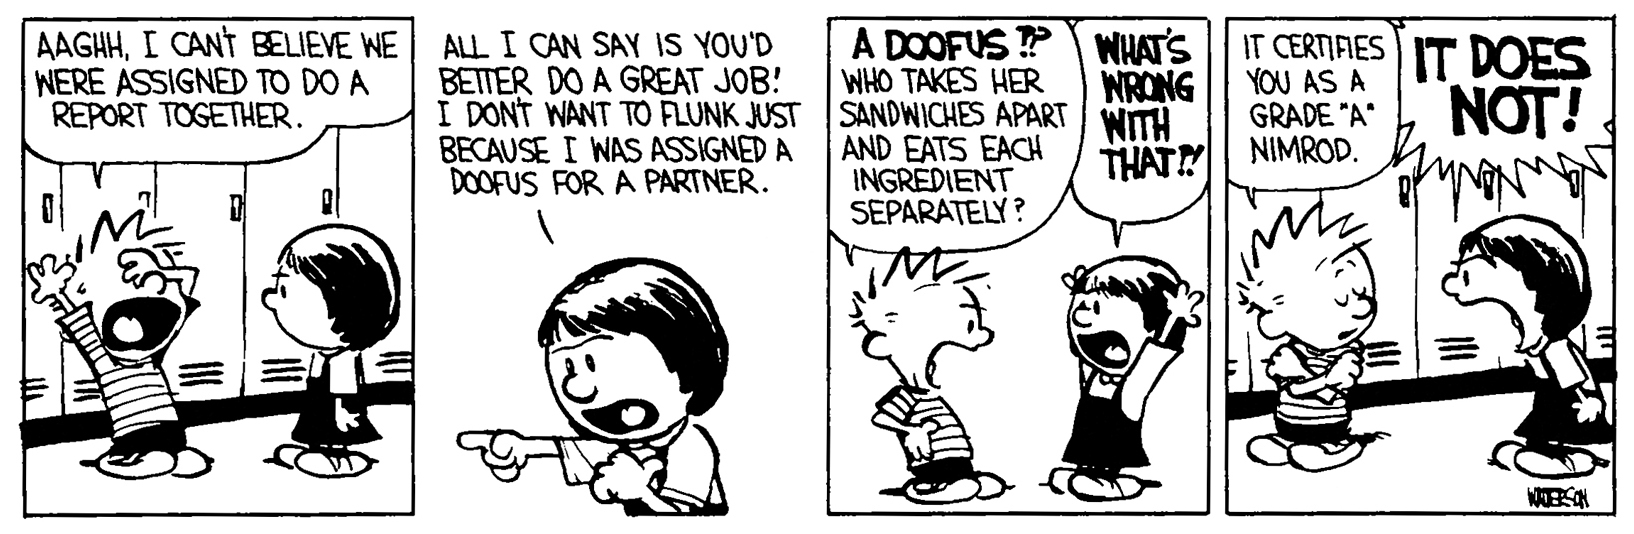 AAGHH, I CAN'T BELIEVE WE
WERE ASSIGNED TO DO A
REPORT TOGETHER.
ALL I CAN SAY IS YOU'D
BETTER DO A GREAT JOB!
I DON'T WANT TO FLUNK JUST
BECAUSE I WAS ASSIGNED A
DOOFUS FOR A PARTNER.
A DOOFUS ?!?
WHO TAKES HER
SANDWICHES APART
AND EATS EACH
INGREDIENT
SEPARATELY?
WHAT'S
WRONG
WITH
THAT?!
IT CERTIFIES
YOU AS A
GRADE "A"
NIMROD.
IT DOES
NOT!
WATTERSON